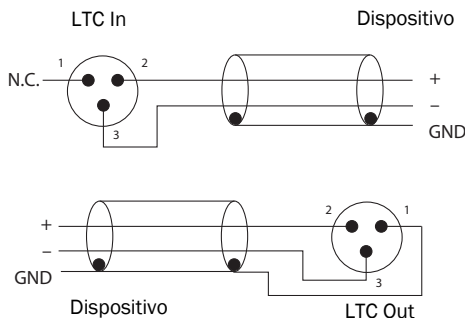 LTC In
Dispositivo
1
2
N.C.
+
–
3
GND
+
2
1
–
GND
3
Dispositivo
LTC Out